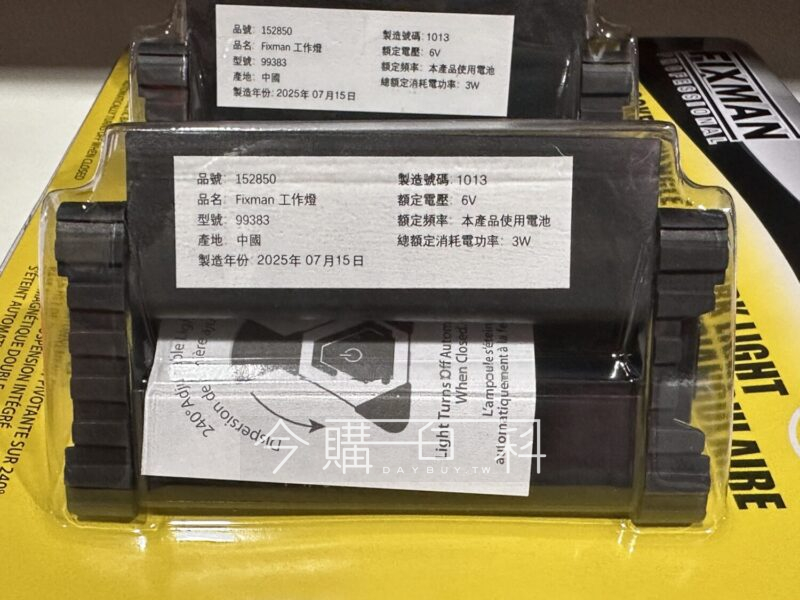 品號: 152850
品名: Fixman 工作燈
型號: 99383
產地: 中國
製造年份: 2025年 07月15日
製造號碼: 1013
額定電壓: 6V
額定頻率: 本產品使用電池
總額定消耗電功率: 3W
FIXMAN
PROFESSIONAL
品號: 152850
品名: Fixman 工作燈
型號: 99383
產地: 中國
製造年份: 2025年 07月15日
製造號碼: 1013
額定電壓: 6V
額定頻率: 本產品使用電池
總額定消耗電功率: 3W
Light Turns Off Autom
When Closed.
L'ampoule s'étein
automatiquement à la fe
Dispersion de
LIGHT
今購百科
DAYBUY.TW
PIVOTANTE SUR 240°
SUSPENSION INTÉGRÉ